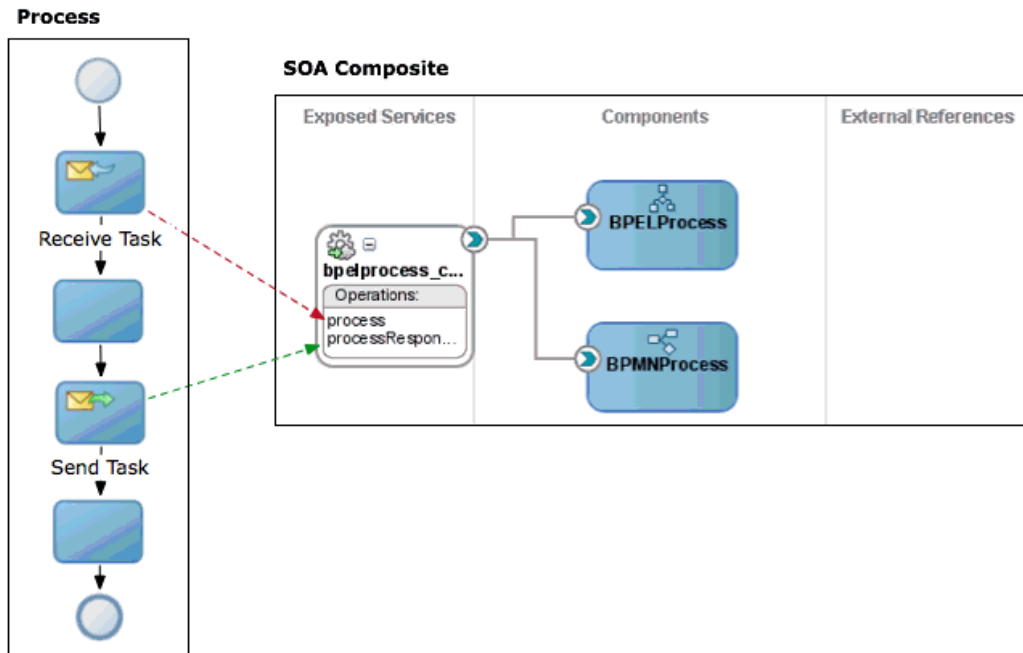 Process
Receive Task
Send Task
SOA Composite
Exposed Services
Components
External References
bpelprocess_c...
Operations:
process
processRespon...
BPELProcess
BPMNProcess